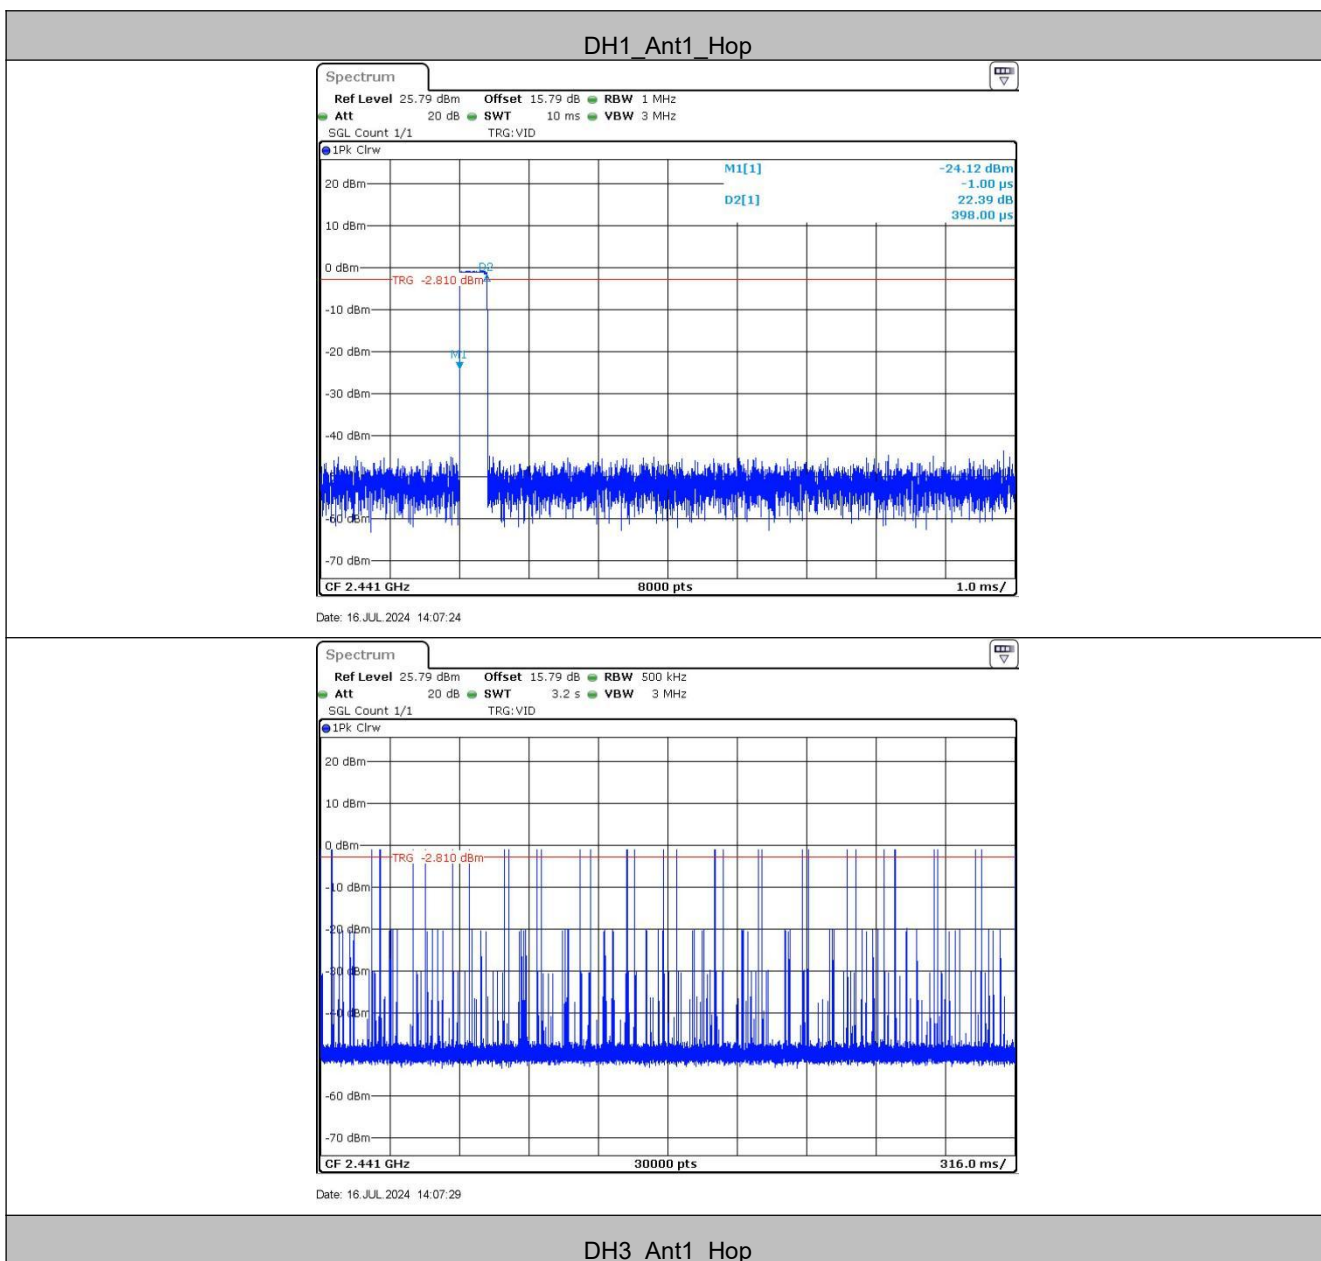 DH1_Ant1_Hop
Spectrum
Ref Level 25.79 dBm Offset 15.79 dB RBW 1 MHz
Att 20 dB SWT 10 ms VBW 3 MHz
SGL Count 1/1 TRG:VID
1Pk Clrw
M1[1] -24.12 dBm
-1.00 µs
D2[1] 22.39 dB
398.00 µs
20 dBm
10 dBm
0 dBm
D2
TRG -2.810 dBm
-10 dBm
-20 dBm
M1
-30 dBm
-40 dBm
-60 dBm
-70 dBm
CF 2.441 GHz 8000 pts 1.0 ms/
Date: 16.JUL.2024 14:07:24
Spectrum
Ref Level 25.79 dBm Offset 15.79 dB RBW 500 kHz
Att 20 dB SWT 3.2 s VBW 3 MHz
SGL Count 1/1 TRG:VID
1Pk Clrw
20 dBm
10 dBm
0 dBm
TRG -2.810 dBm
-10 dBm
-20 dBm
-30 dBm
-40 dBm
-60 dBm
-70 dBm
CF 2.441 GHz 30000 pts 316.0 ms/
Date: 16.JUL.2024 14:07:29
DH3_Ant1_Hop